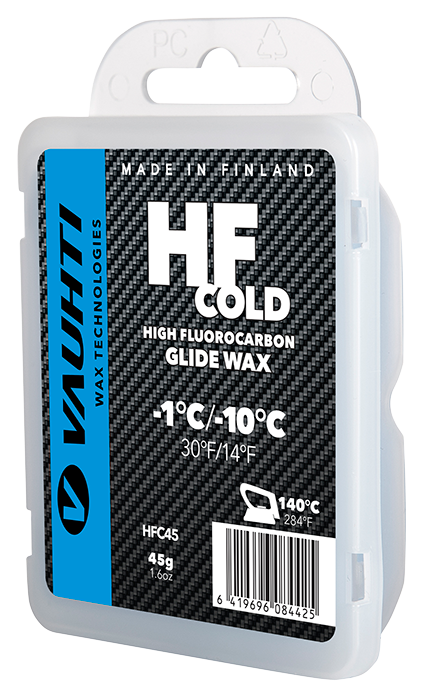 PC
MADE IN FINLAND
HF
COLD
HIGH FLUOROCARBON
GLIDE WAX
-1°C/-10°C
30°F/14°F
140°C
284°F
HFC45
45g
1.6oz
6 419696 084425
VAUHTI
WAX TECHNOLOGIES